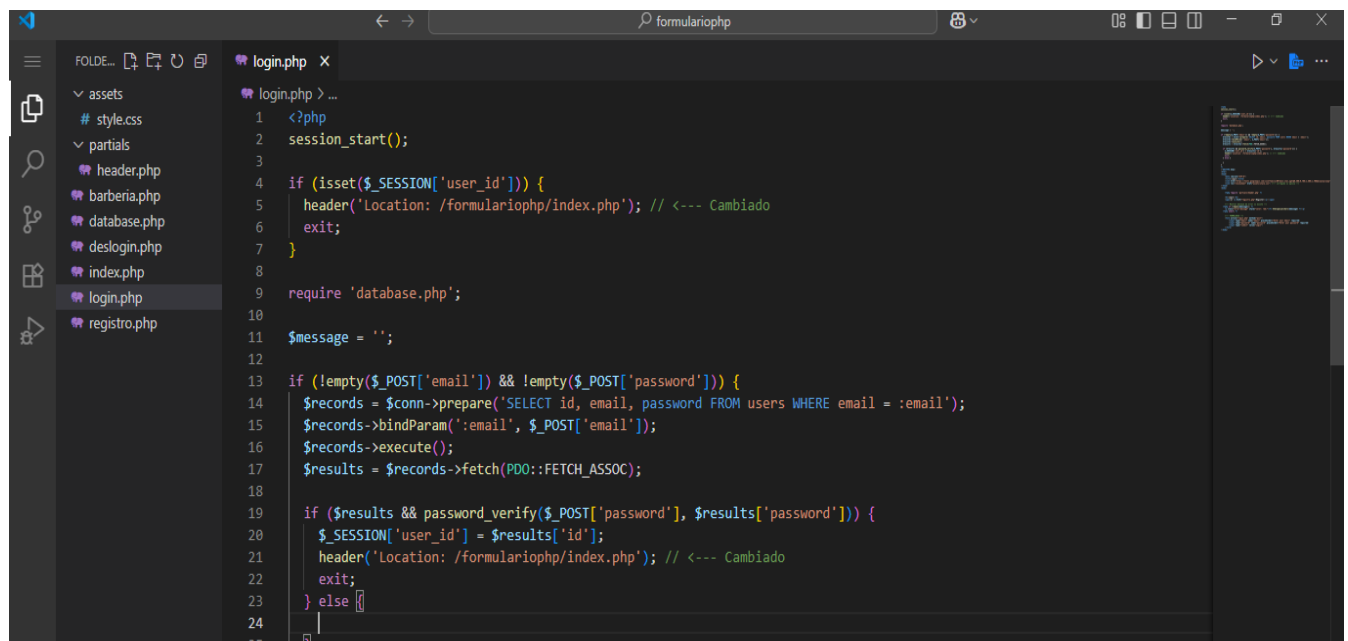 formulariophp
FOLDE...
login.php
assets
# style.css
partials
header.php
barberia.php
database.php
deslogin.php
index.php
login.php
registro.php
login.php > ...
1 <?php
2 session_start();
3
4 if (isset($_SESSION['user_id'])) {
5 header('Location: /formulariophp/index.php'); // <--- Cambiado
6 exit;
7 }
8
9 require 'database.php';
10
11 $message = '';
12
13 if (!empty($_POST['email']) && !empty($_POST['password'])) {
14 $records = $conn->prepare('SELECT id, email, password FROM users WHERE email = :email');
15 $records->bindParam(':email', $_POST['email']);
16 $records->execute();
17 $results = $records->fetch(PDO::FETCH_ASSOC);
18
19 if ($results && password_verify($_POST['password'], $results['password'])) {
20 $_SESSION['user_id'] = $results['id'];
21 header('Location: /formulariophp/index.php'); // <--- Cambiado
22 exit;
23 } else {
24